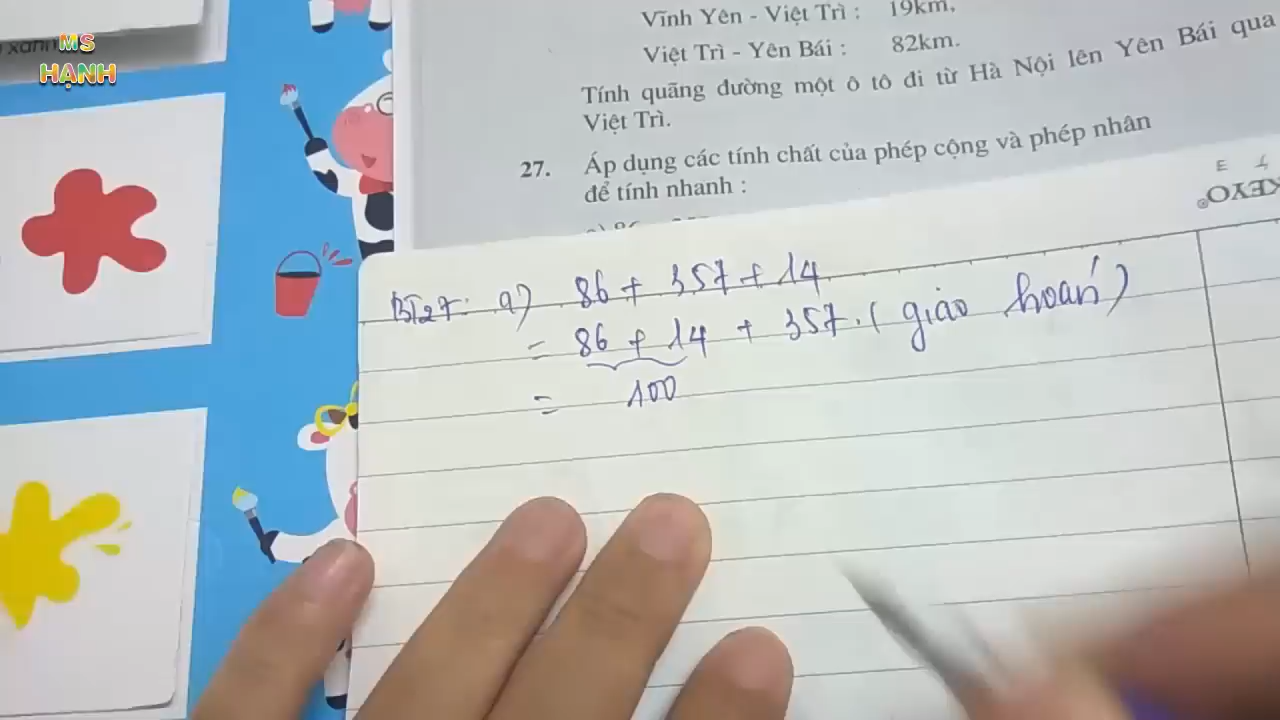 xanh
MS
HẠNH
Vĩnh Yên - Việt Trì : 19km,
Việt Trì - Yên Bái : 82km.
Tính quãng đường một ô tô đi từ Hà Nội lên Yên Bái qua
Việt Trì.
27. Áp dụng các tính chất của phép cộng và phép nhân
để tính nhanh :
KEYO®
BT27: a) 86 + 357 + 14
= 86 + 14 + 357. (giao hoán)
= 100